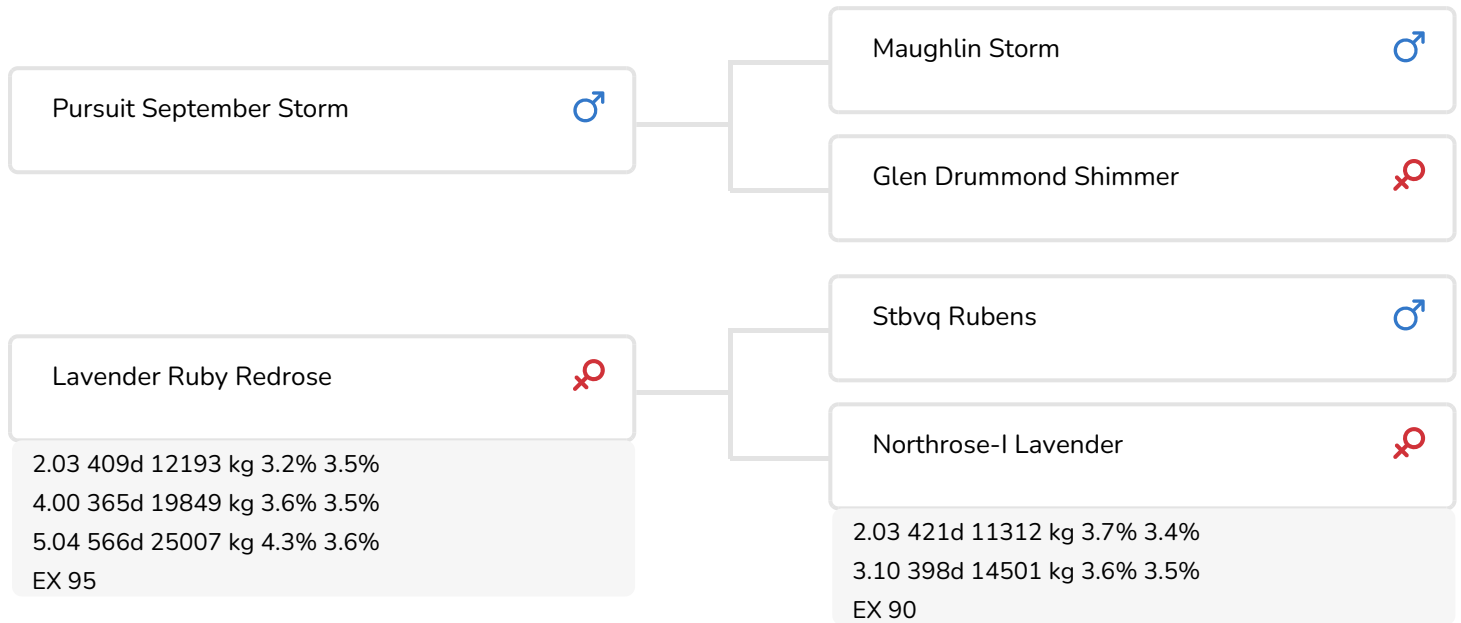 Maughlin Storm
Pursuit September Storm
Glen Drummond Shimmer
Stbvq Rubens
Lavender Ruby Redrose
2.03 409d 12193 kg 3.2% 3.5%
4.00 365d 19849 kg 3.6% 3.5%
5.04 566d 25007 kg 4.3% 3.6%
EX 95
Northrose-I Lavender
2.03 421d 11312 kg 3.7% 3.4%
3.10 398d 14501 kg 3.6% 3.5%
EX 90